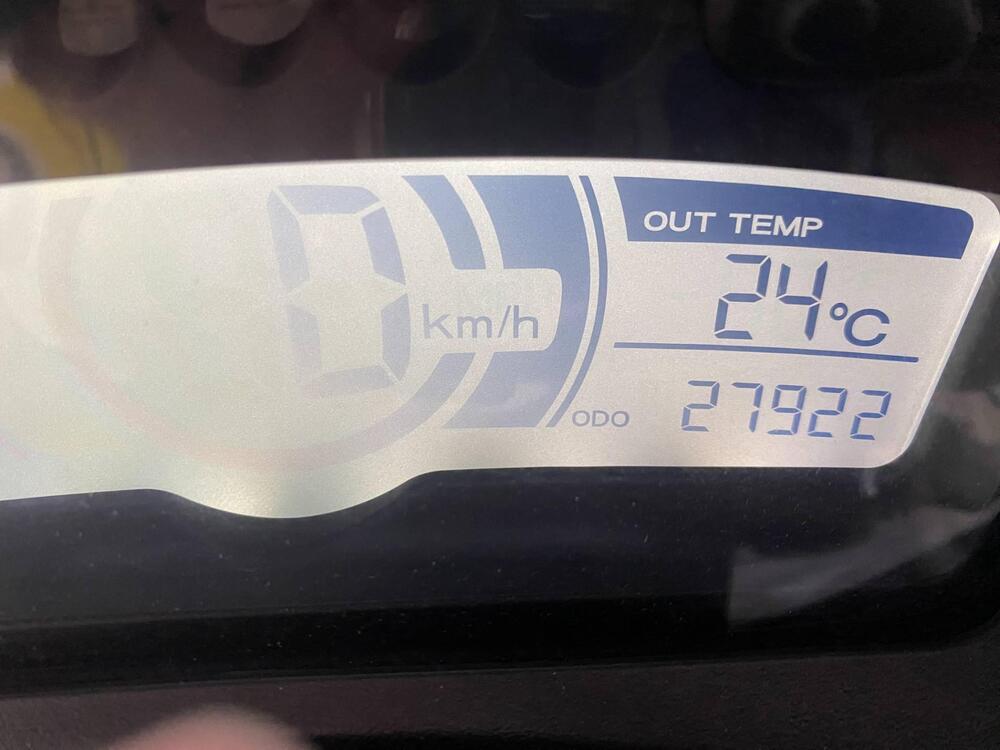 0 km/h
OUT TEMP
24°C
ODO 27922